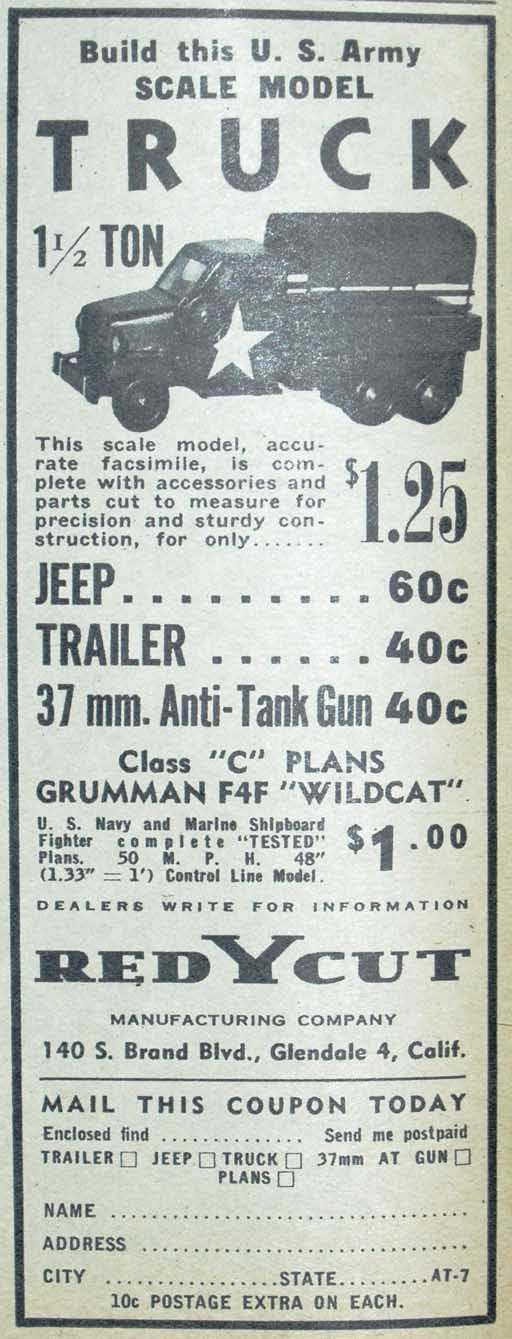 Build this U. S. Army
SCALE MODEL
TRUCK
1 1/2 TON
This scale model, accu-
rate facsimile, is com-
plete with accessories and
parts cut to measure for
precision and sturdy con-
struction, for only.......
$1.25
JEEP.......... 60c
TRAILER ...... 40c
37 mm. Anti-Tank Gun 40c
Class "C" PLANS
GRUMMAN F4F "WILDCAT"
U. S. Navy and Marine Shipboard
Fighter complete "TESTED"
Plans. 50 M. P. H. 48"
(1.33" = 1') Control Line Model.
$1.00
DEALERS WRITE FOR INFORMATION
REDYCUT
MANUFACTURING COMPANY
140 S. Brand Blvd., Glendale 4, Calif.
MAIL THIS COUPON TODAY
Enclosed find .............. Send me postpaid
TRAILER □ JEEP □ TRUCK □ 37mm AT GUN □
PLANS □
NAME ....................................
ADDRESS .................................
CITY ..................STATE.........AT-7
10c POSTAGE EXTRA ON EACH.